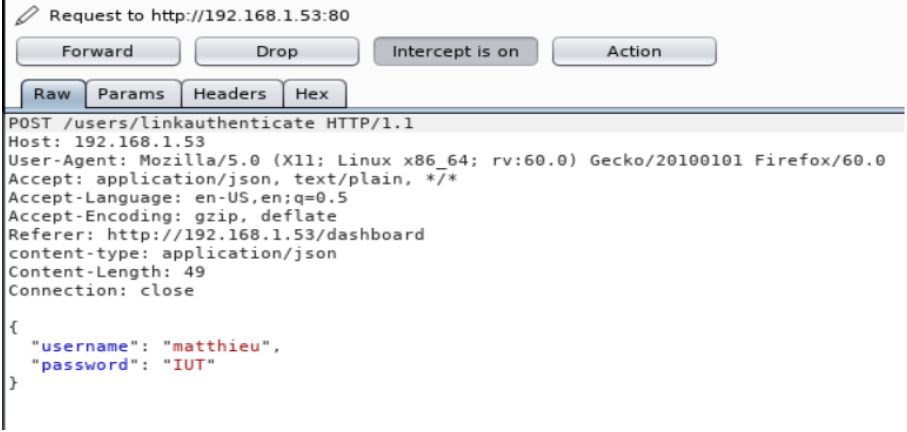 Request to http://192.168.1.53:80
Forward Drop Intercept is on Action
Raw Params Headers Hex
POST /users/linkauthenticate HTTP/1.1
Host: 192.168.1.53
User-Agent: Mozilla/5.0 (X11; Linux x86_64; rv:60.0) Gecko/20100101 Firefox/60.0
Accept: application/json, text/plain, */*
Accept-Language: en-US,en;q=0.5
Accept-Encoding: gzip, deflate
Referer: http://192.168.1.53/dashboard
content-type: application/json
Content-Length: 49
Connection: close
{
"username": "matthieu",
"password": "IUT"
}